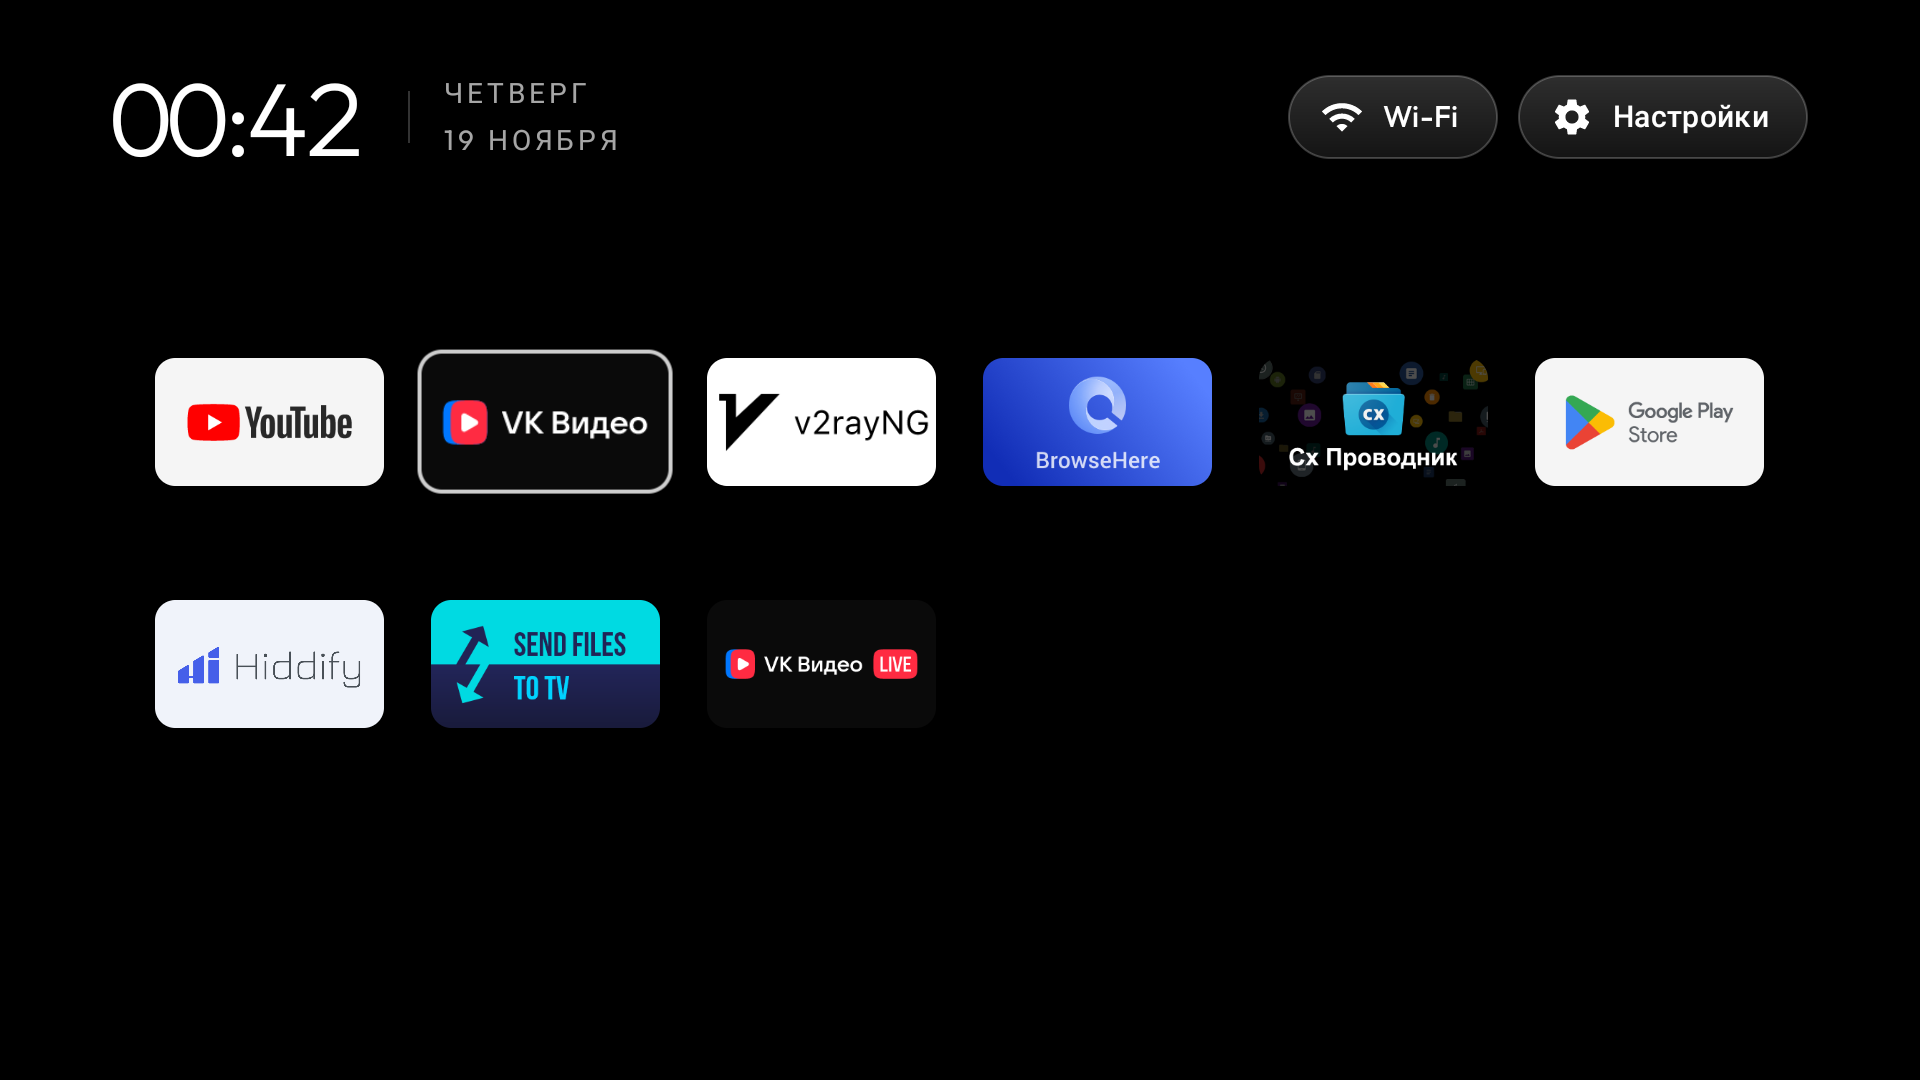 00:42
ЧЕТВЕРГ
19 НОЯБРЯ
Wi-Fi
Настройки
YouTube
VK Видео
v2rayNG
BrowseHere
cx
Cx Проводник
Google Play
Store
Hiddify
SEND FILES
TO TV
VK Видео LIVE